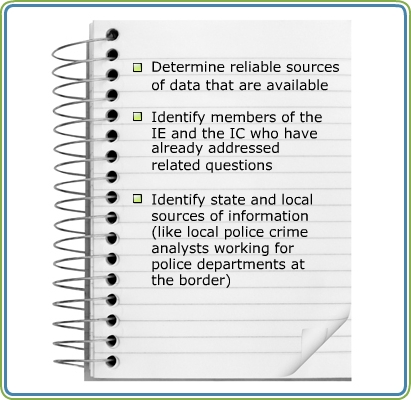 Determine reliable sources
of data that are available
Identify members of the
IE and the IC who have
already addressed
related questions
Identify state and local
sources of information
(like local police crime
analysts working for
police departments at
the border)